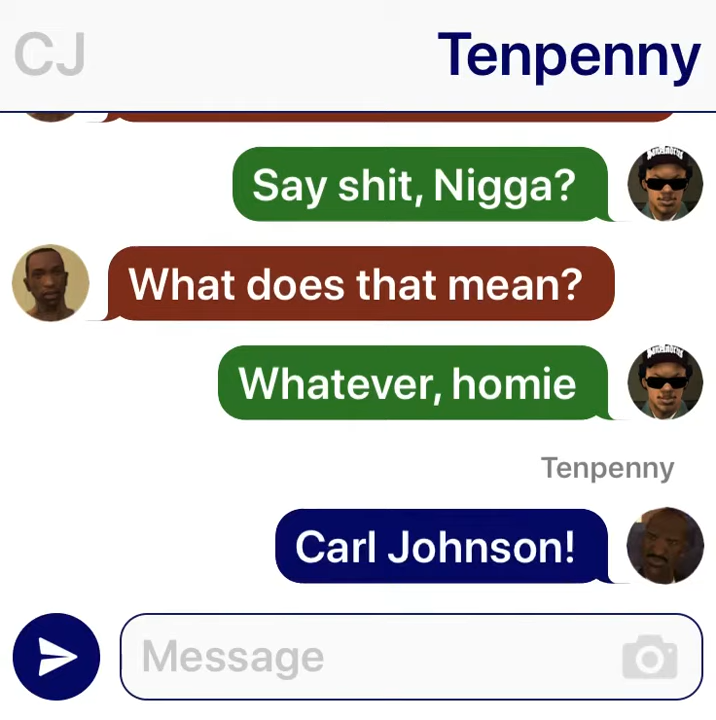 CJ
Tenpenny
Say shit, Nigga?
What does that mean?
Whatever, homie
Tenpenny
Carl Johnson!
Message